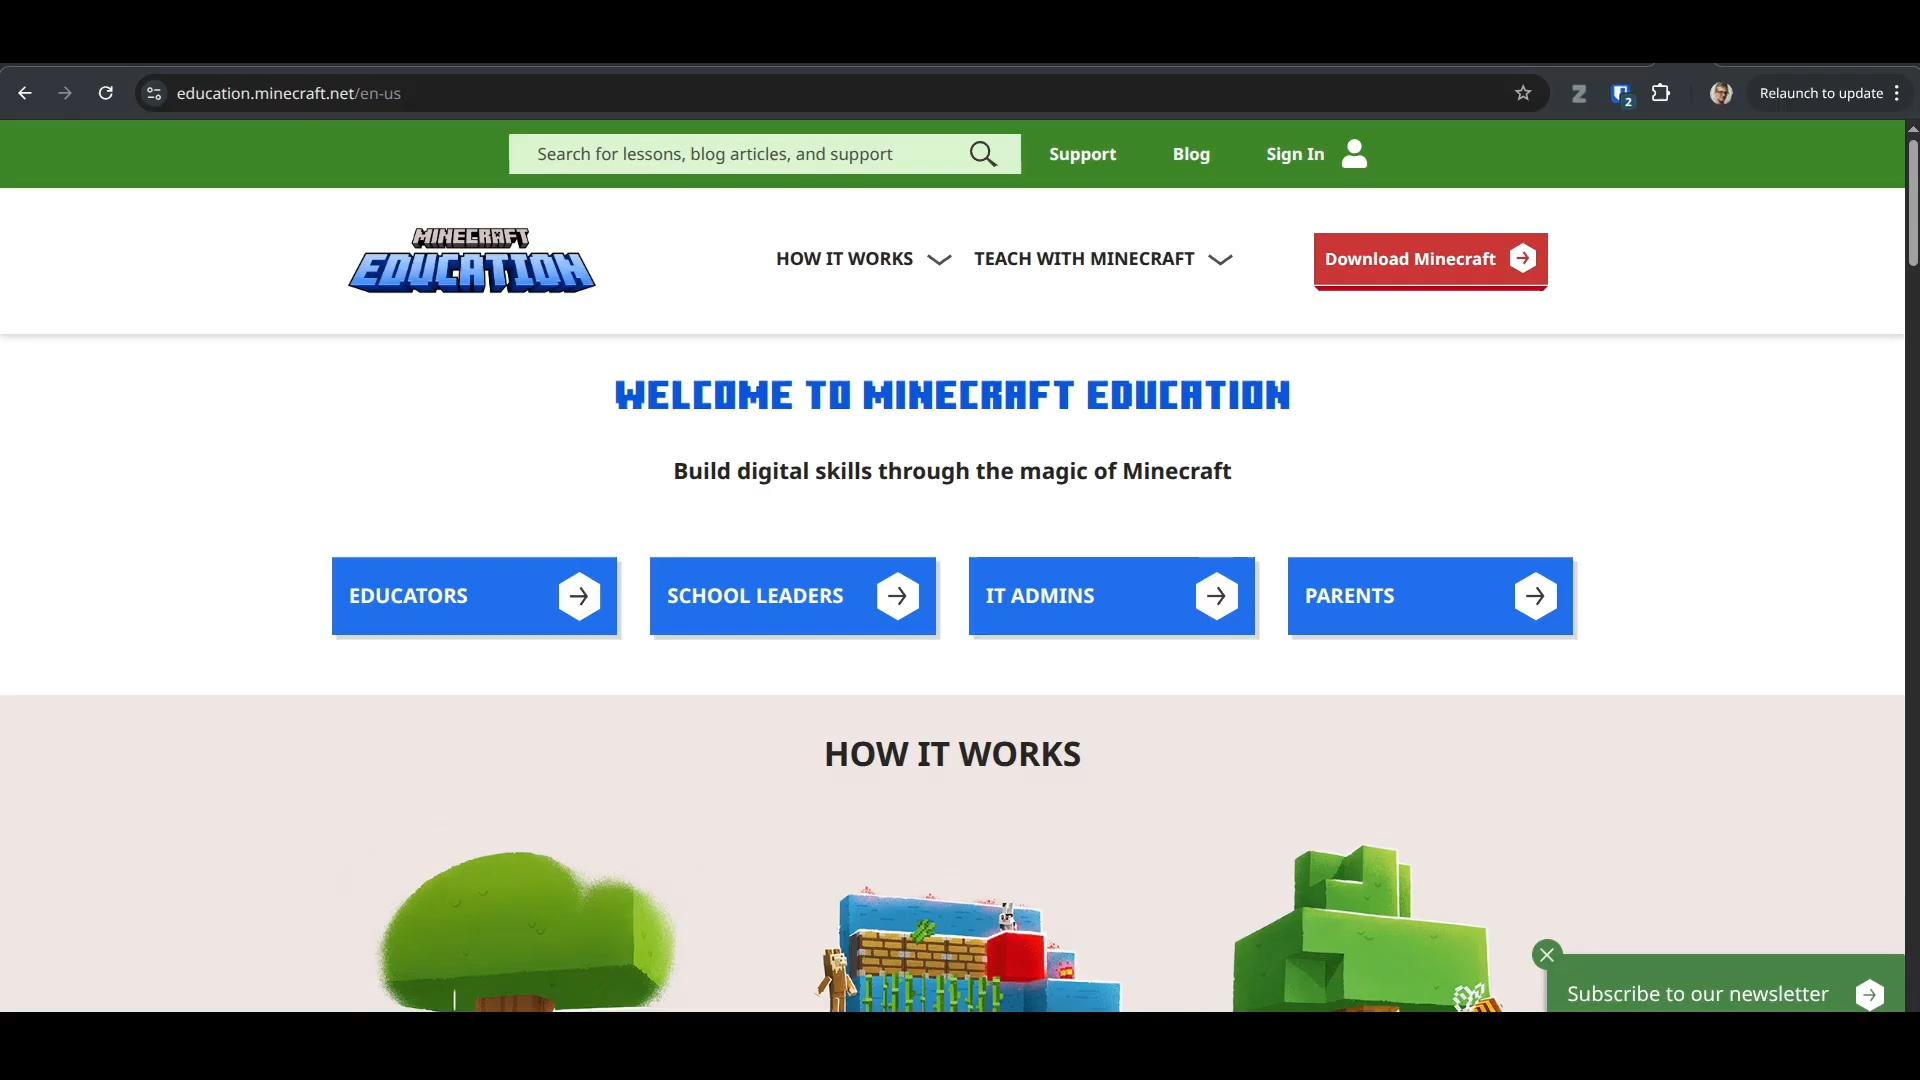 education.minecraft.net/en-us
2
Relaunch to update
Search for lessons, blog articles, and support
Support
Blog
Sign In
MINECRAFT
EDUCATION
HOW IT WORKS
TEACH WITH MINECRAFT
Download Minecraft
WELCOME TO MINECRAFT EDUCATION
Build digital skills through the magic of Minecraft
EDUCATORS
SCHOOL LEADERS
IT ADMINS
PARENTS
HOW IT WORKS
Subscribe to our newsletter